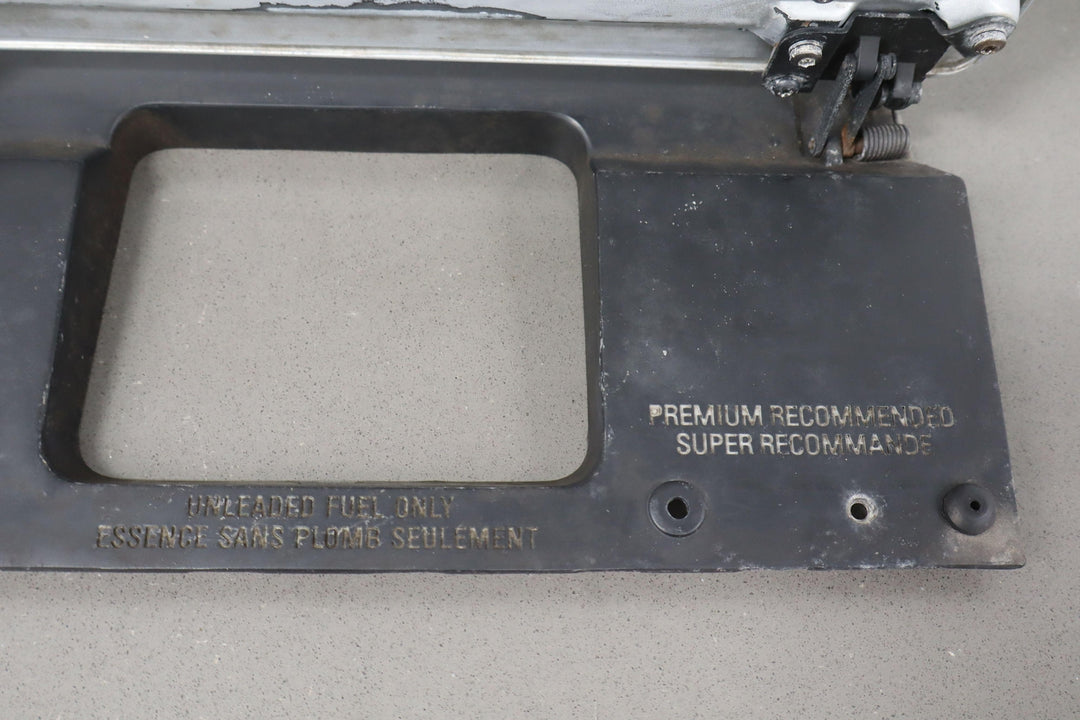 PREMIUM RECOMMENDED
SUPER RECOMMANDE
UNLEADED FUEL ONLY
ESSENCE SANS PLOMB SEULEMENT